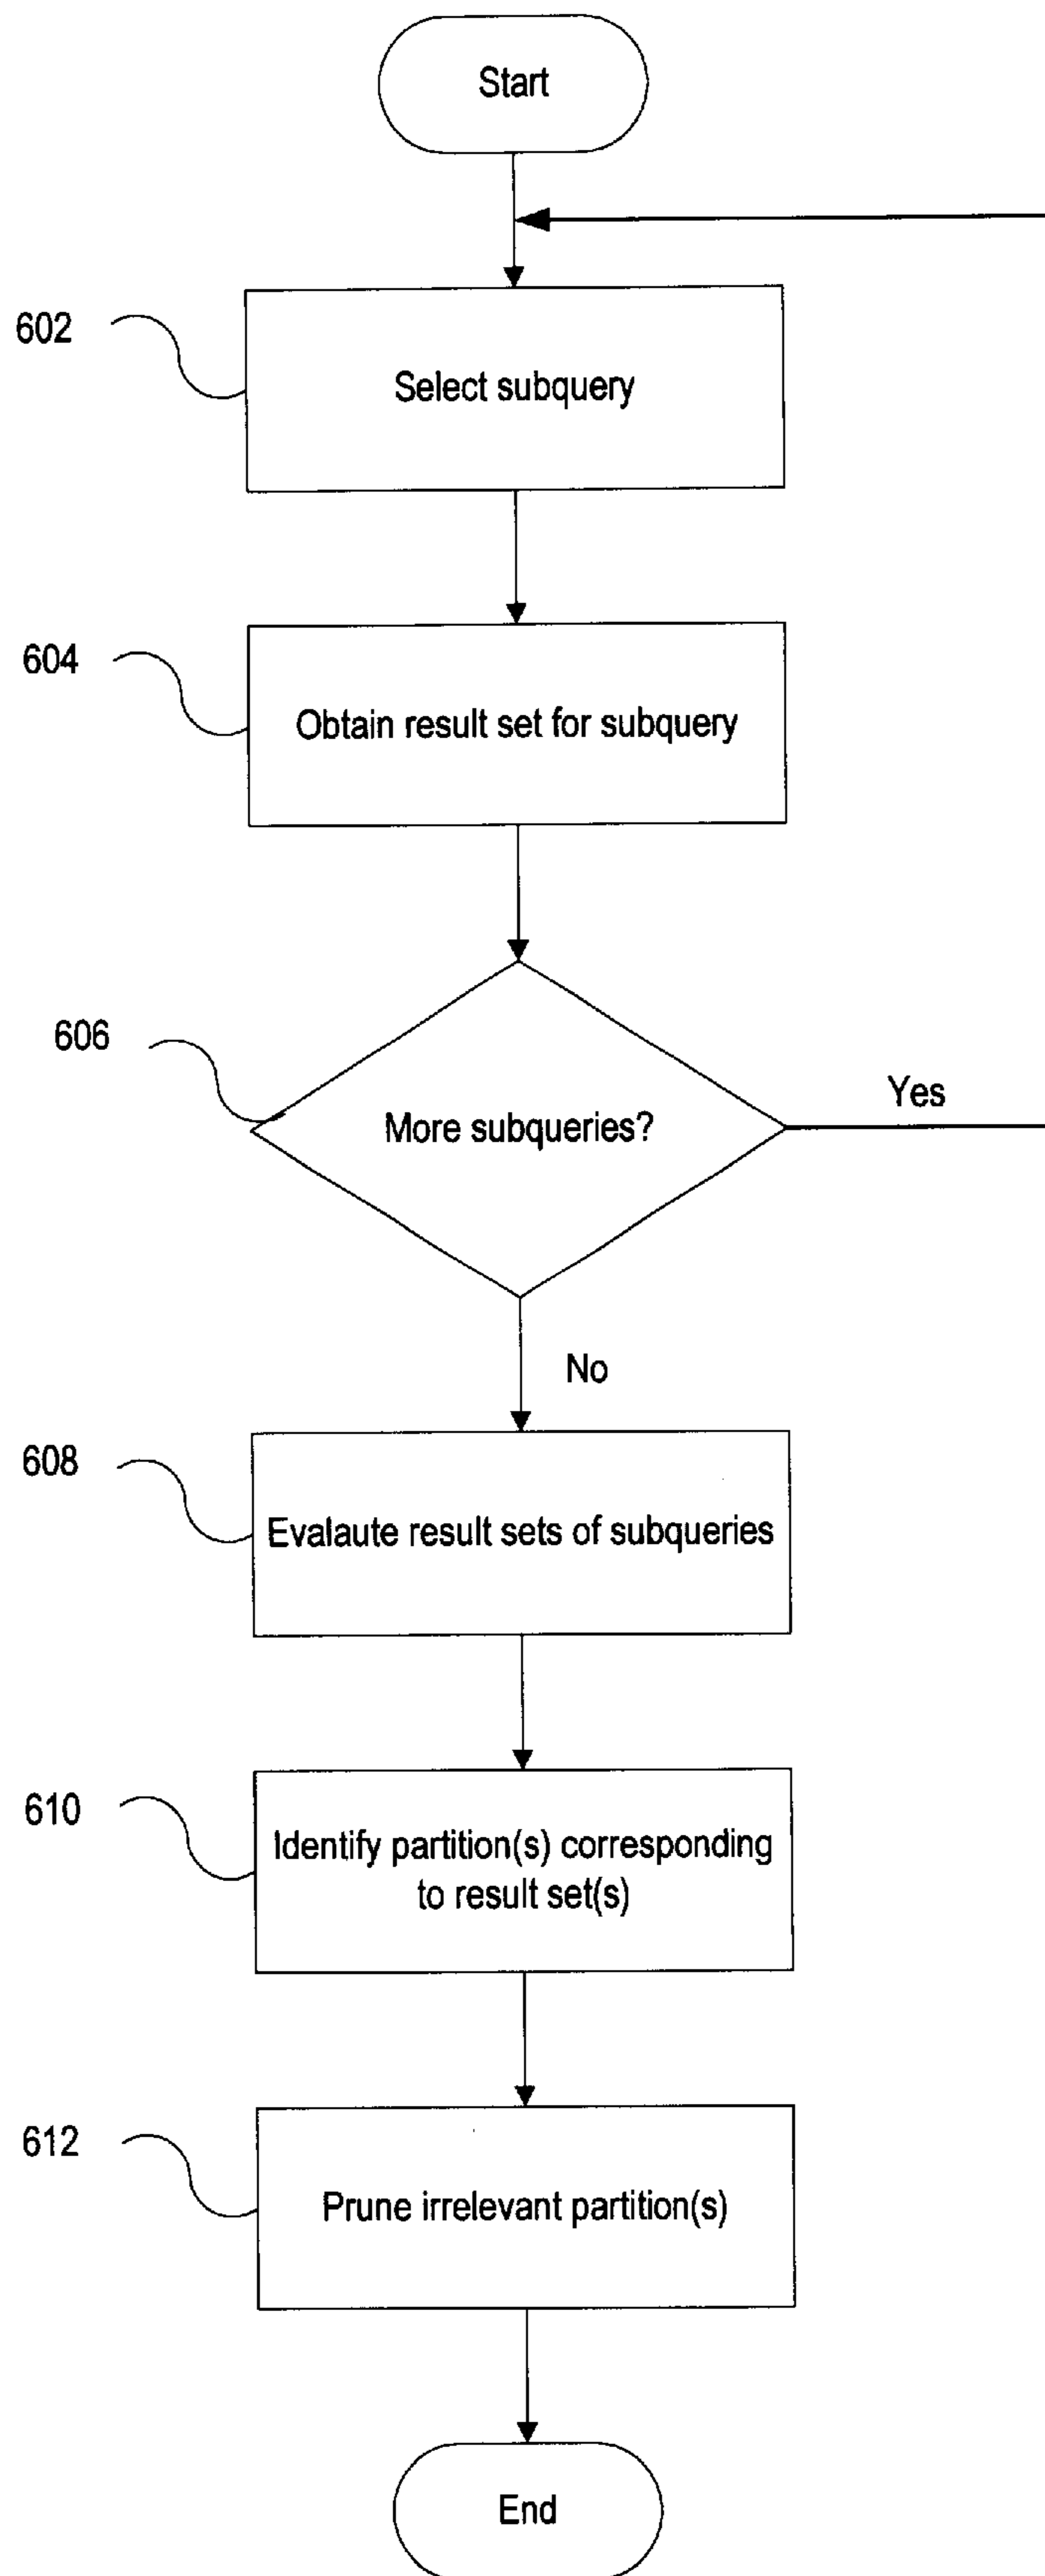 Start
602
Select subquery
604
Obtain result set for subquery
606
More subqueries?
Yes
No
608
Evalaute result sets of subqueries
610
Identify partition(s) corresponding
to result set(s)
612
Prune irrelevant partition(s)
End